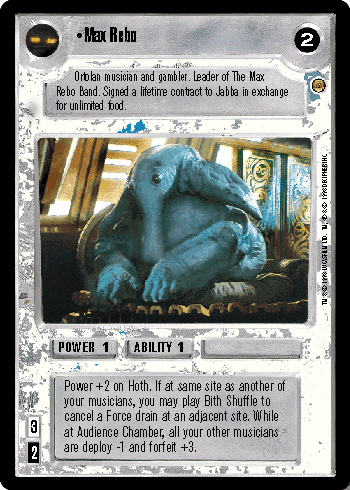 •Max Rebo
2
Ortolan musician and gambler. Leader of The Max
Rebo Band. Signed a lifetime contract to Jabba in exchange
for unlimited food.
POWER 1
ABILITY 1
Power +2 on Hoth. If at same site as another of
your musicians, you may play Bith Shuffle to
cancel a Force drain at an adjacent site. While
at Audience Chamber, all your other musicians
are deploy -1 and forfeit +3.
3
2